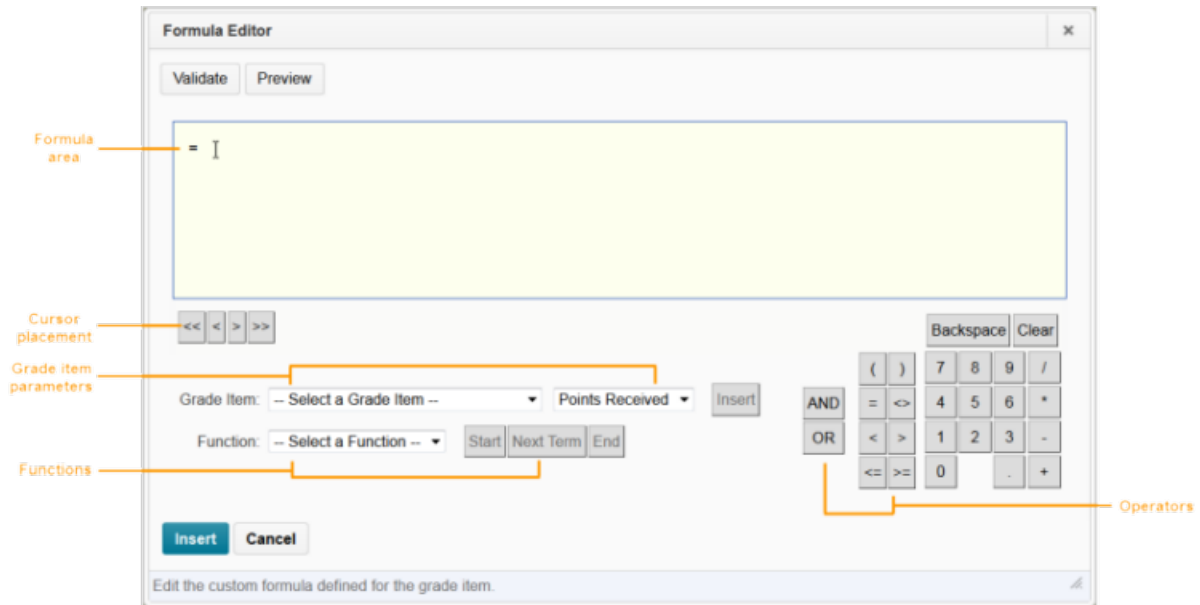 Formula Editor ×
Validate Preview
Formula
area
=
Cursor
placement
<< < > >>
Backspace Clear
Grade item
parameters
( ) 7 8 9 /
Grade Item: -- Select a Grade Item -- Points Received Insert
AND = <> 4 5 6 *
Function: -- Select a Function -- Start Next Term End
OR < > 1 2 3 -
Functions
<= >= 0 . +
Operators
Insert Cancel
Edit the custom formula defined for the grade item.